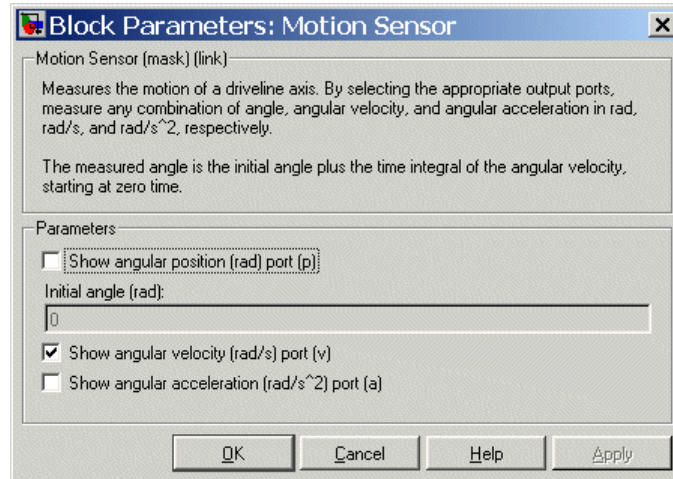 Block Parameters: Motion Sensor
Motion Sensor (mask) (link)
Measures the motion of a driveline axis. By selecting the appropriate output ports,
measure any combination of angle, angular velocity, and angular acceleration in rad,
rad/s, and rad/s^2, respectively.
The measured angle is the initial angle plus the time integral of the angular velocity,
starting at zero time.
Parameters
Show angular position (rad) port (p)
Initial angle (rad):
0
Show angular velocity (rad/s) port (v)
Show angular acceleration (rad/s^2) port (a)
OK Cancel Help Apply